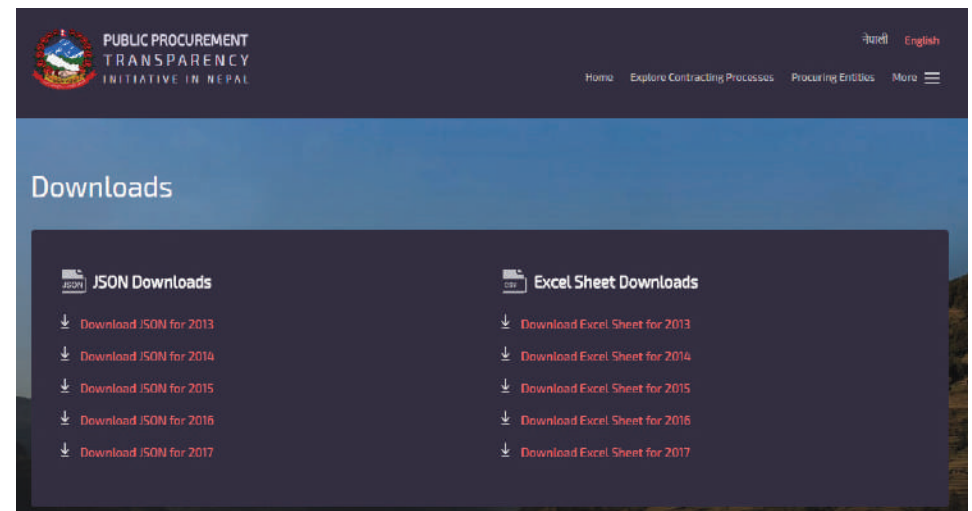 PUBLIC PROCUREMENT
TRANSPARENCY
INITIATIVE IN NEPAL
नेपाली English
Home Explore Contracting Processes Procuring Entities More
Downloads
JSON JSON Downloads
Download JSON for 2013
Download JSON for 2014
Download JSON for 2015
Download JSON for 2016
Download JSON for 2017
CSV Excel Sheet Downloads
Download Excel Sheet for 2013
Download Excel Sheet for 2014
Download Excel Sheet for 2015
Download Excel Sheet for 2016
Download Excel Sheet for 2017